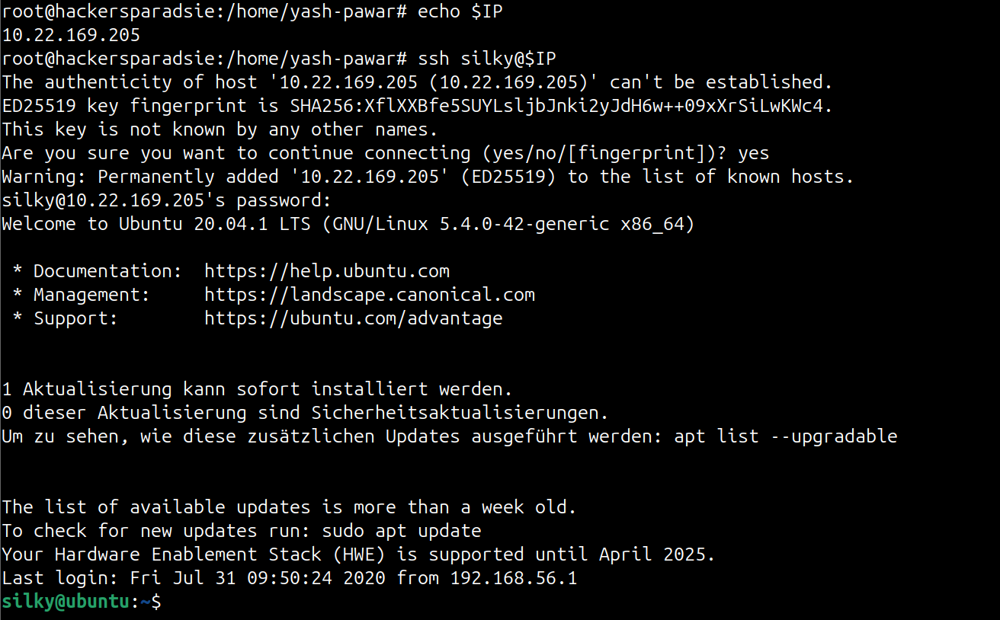 root@hackersparadsie:/home/yash-pawar# echo $IP
10.22.169.205
root@hackersparadsie:/home/yash-pawar# ssh silky@$IP
The authenticity of host '10.22.169.205 (10.22.169.205)' can't be established.
ED25519 key fingerprint is SHA256:XflXXBfe5SUYLsljbJnki2yJdH6w++09xXrSiLwKWc4.
This key is not known by any other names.
Are you sure you want to continue connecting (yes/no/[fingerprint])? yes
Warning: Permanently added '10.22.169.205' (ED25519) to the list of known hosts.
silky@10.22.169.205's password:
Welcome to Ubuntu 20.04.1 LTS (GNU/Linux 5.4.0-42-generic x86_64)
* Documentation:  https://help.ubuntu.com
* Management:     https://landscape.canonical.com
* Support:        https://ubuntu.com/advantage
1 Aktualisierung kann sofort installiert werden.
0 dieser Aktualisierung sind Sicherheitsaktualisierungen.
Um zu sehen, wie diese zusätzlichen Updates ausgeführt werden: apt list --upgradable
The list of available updates is more than a week old.
To check for new updates run: sudo apt update
Your Hardware Enablement Stack (HWE) is supported until April 2025.
Last login: Fri Jul 31 09:50:24 2020 from 192.168.56.1
silky@ubuntu:~$